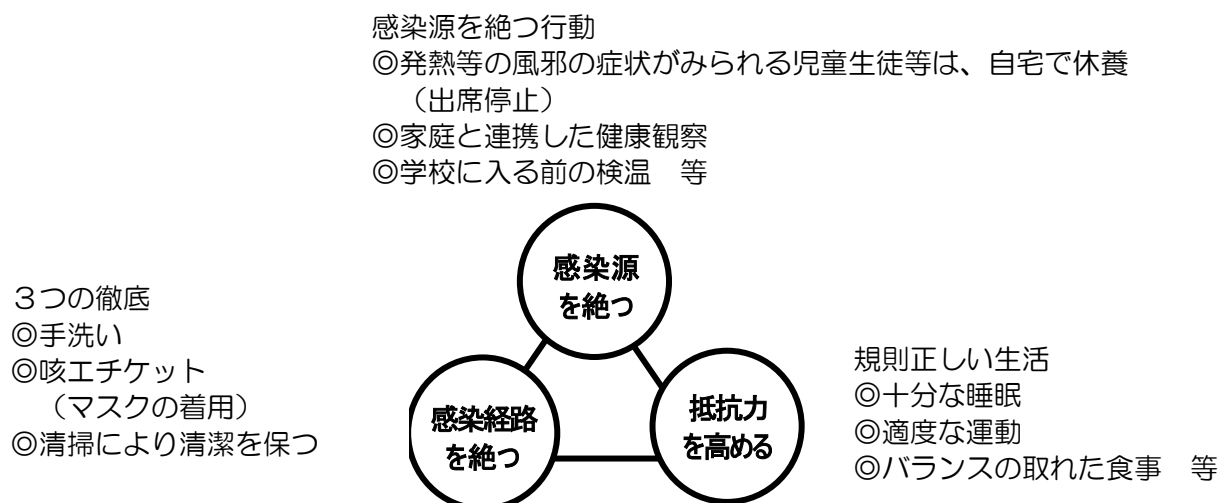 感染源を絶つ行動
◎発熱等の風邪の症状がみられる児童生徒等は、自宅で休養
（出席停止）
◎家庭と連携した健康観察
◎学校に入る前の検温　等
感染源
を絶つ
３つの徹底
◎手洗い
◎咳エチケット
（マスクの着用）
◎清掃により清潔を保つ
感染経路
を絶つ
抵抗力
を高める
規則正しい生活
◎十分な睡眠
◎適度な運動
◎バランスの取れた食事　等